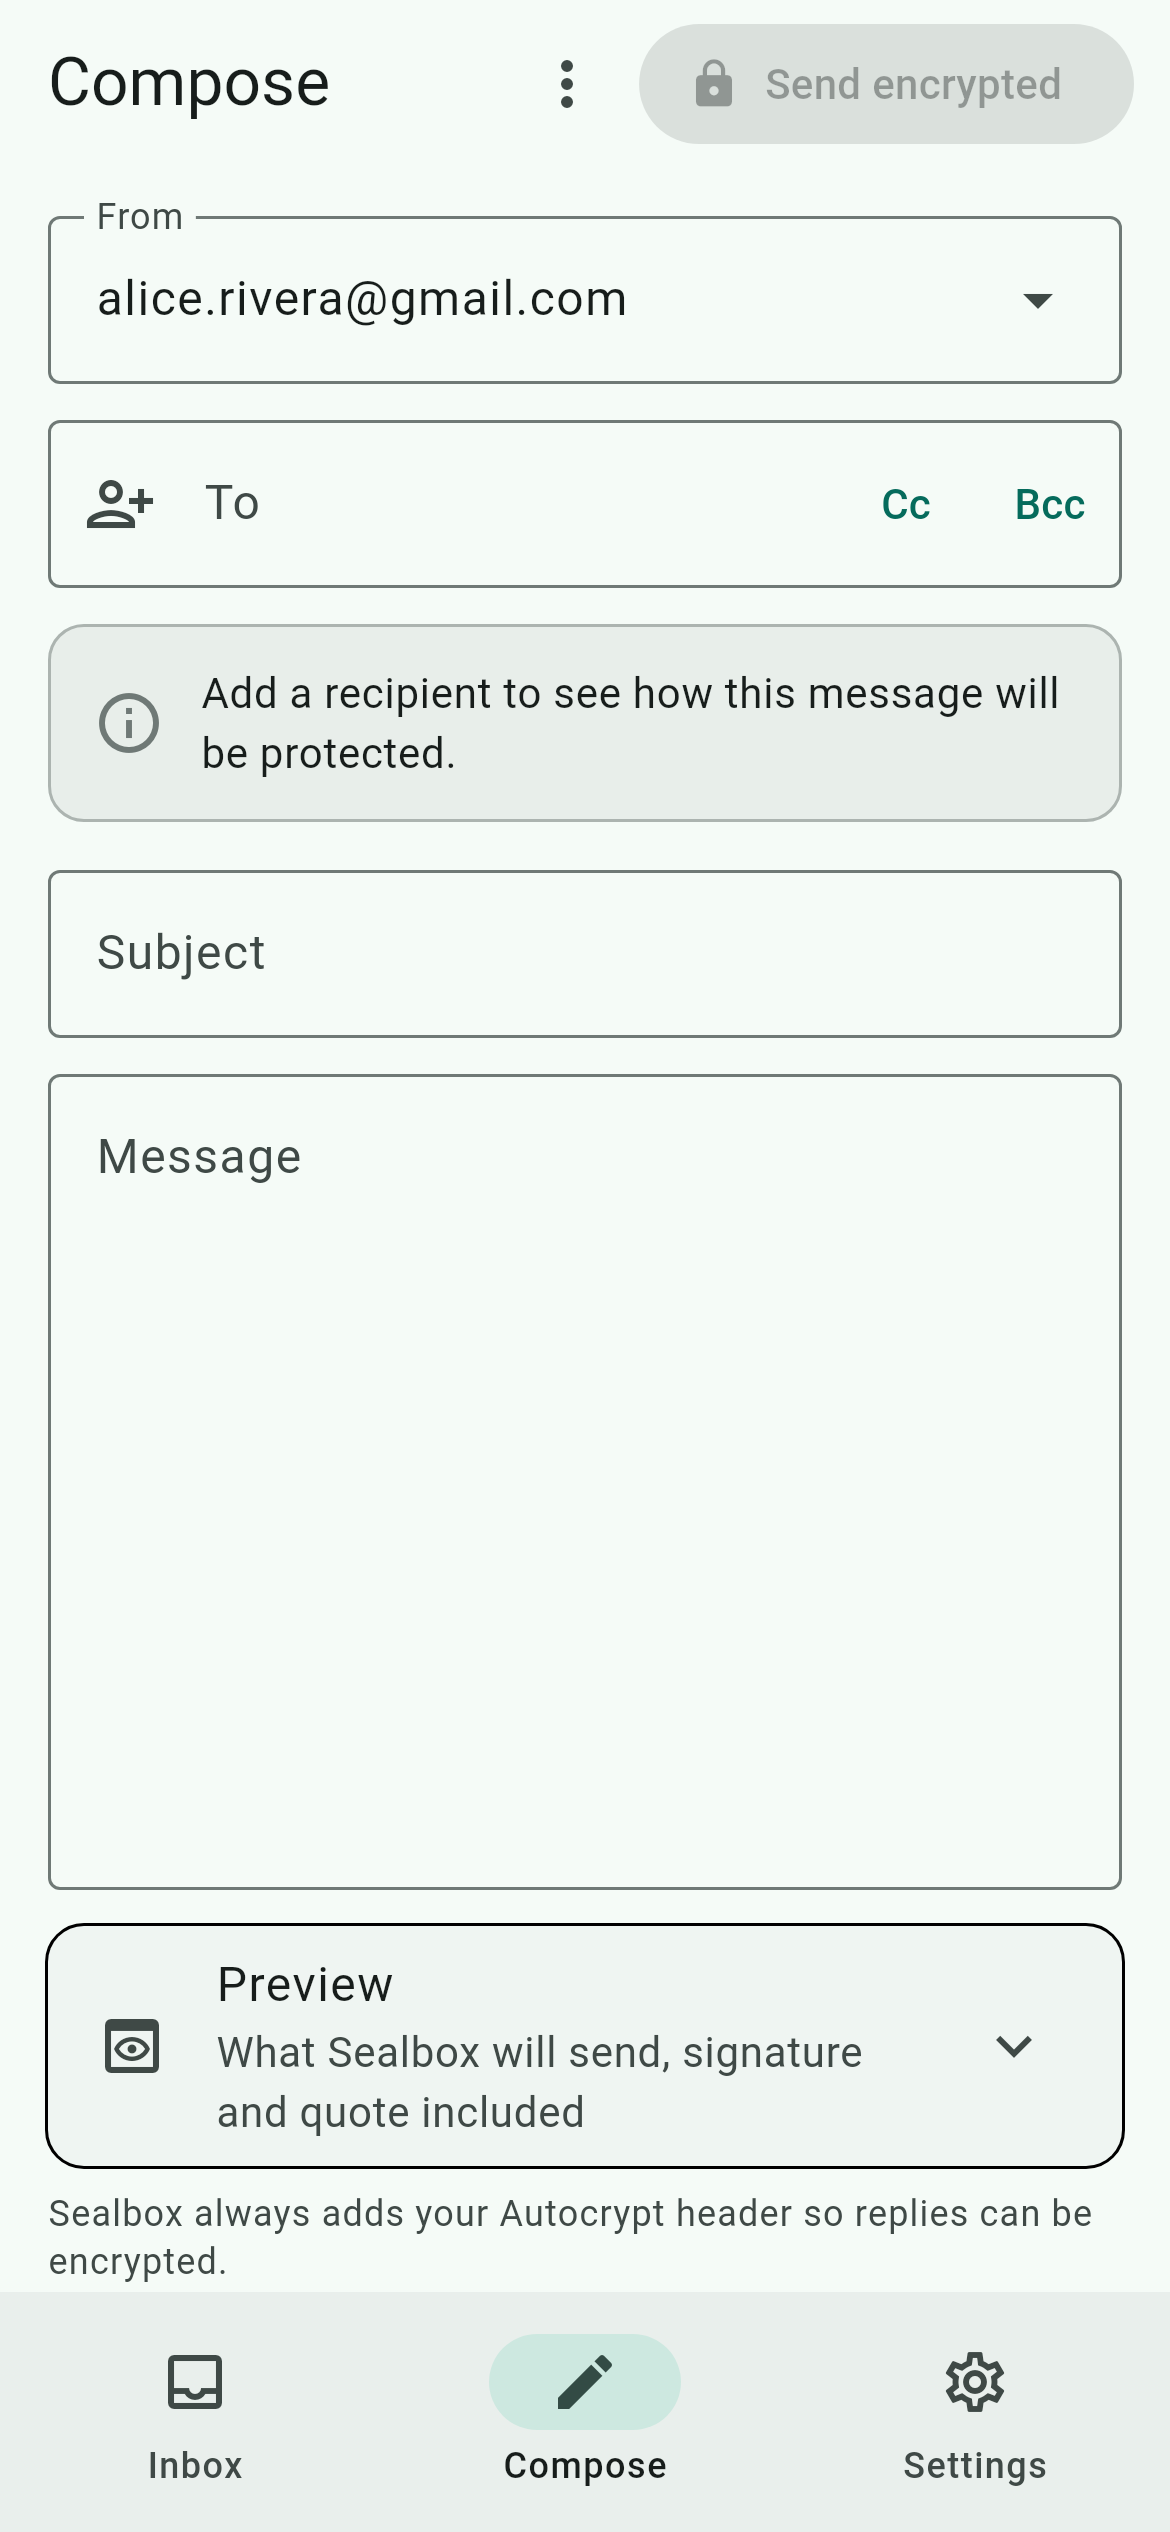 Compose
Send encrypted
From
alice.rivera@gmail.com
To
Cc
Bcc
Add a recipient to see how this message will
be protected.
Subject
Message
Preview
What Sealbox will send, signature
and quote included
Sealbox always adds your Autocrypt header so replies can be
encrypted.
Inbox
Compose
Settings